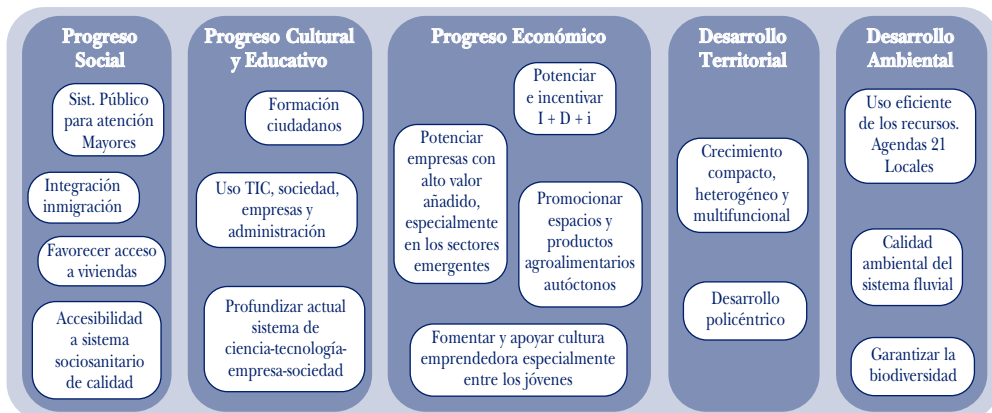 Progreso
Social
Sist. Público
para atención
Mayores
Integración
inmigración
Favorecer acceso
a viviendas
Accesibilidad
a sistema
sociosanitario
de calidad
Progreso Cultural
y Educativo
Formación
ciudadanos
Uso TIC, sociedad,
empresas y
administración
Profundizar actual
sistema de
ciencia-tecnología-
empresa-sociedad
Progreso Económico
Potenciar
e incentivar
I + D + i
Potenciar
empresas con
alto valor
añadido,
especialmente
en los sectores
emergentes
Promocionar
espacios y
productos
agroalimentarios
autóctonos
Fomentar y apoyar cultura
emprendedora especialmente
entre los jóvenes
Desarrollo
Territorial
Crecimiento
compacto,
heterogéneo y
multifuncional
Desarrollo
policéntrico
Desarrollo
Ambiental
Uso eficiente
de los recursos.
Agendas 21
Locales
Calidad
ambiental del
sistema fluvial
Garantizar la
biodiversidad